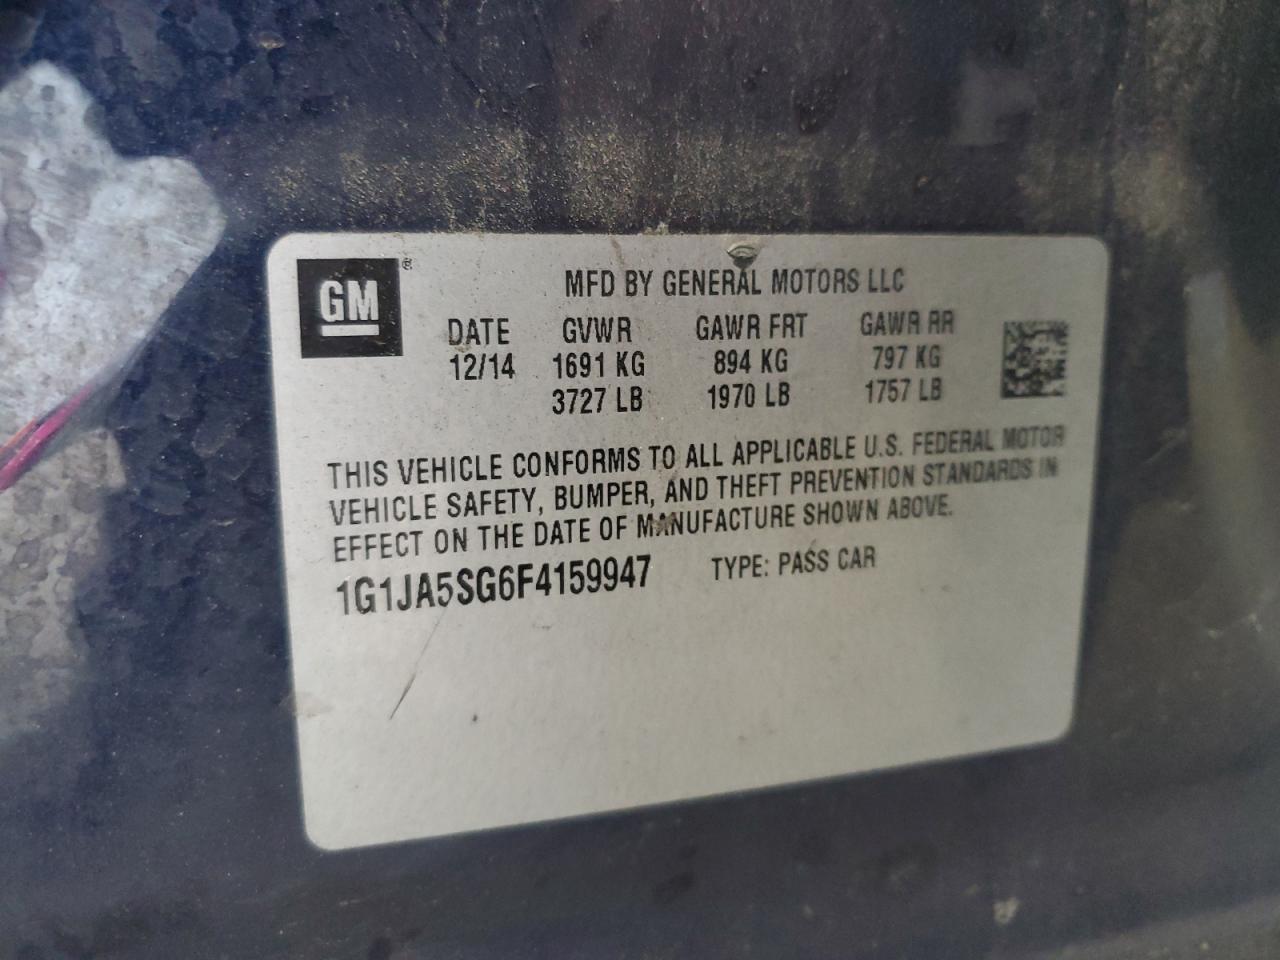 GM®
MFD BY GENERAL MOTORS LLC
DATE GVWR GAWR FRT GAWR RR
12/14 1691 KG 894 KG 797 KG
3727 LB 1970 LB 1757 LB
THIS VEHICLE CONFORMS TO ALL APPLICABLE U.S. FEDERAL MOTOR
VEHICLE SAFETY, BUMPER, AND THEFT PREVENTION STANDARDS IN
EFFECT ON THE DATE OF MANUFACTURE SHOWN ABOVE.
1G1JA5SG6F4159947 TYPE: PASS CAR